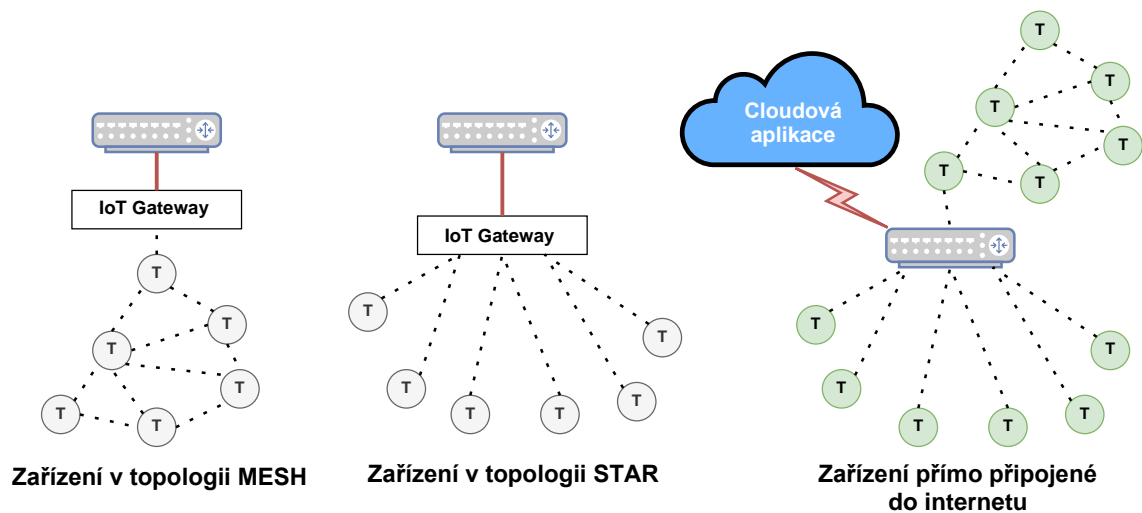 Cloudová
aplikace
IoT Gateway
T
T
T
T
T
T
Zařízení v topologii MESH
IoT Gateway
T
T
T
T
T
T
Zařízení v topologii STAR
T
T
T
T
T
T
T
T
T
T
T
T
Zařízení přímo připojené
do internetu